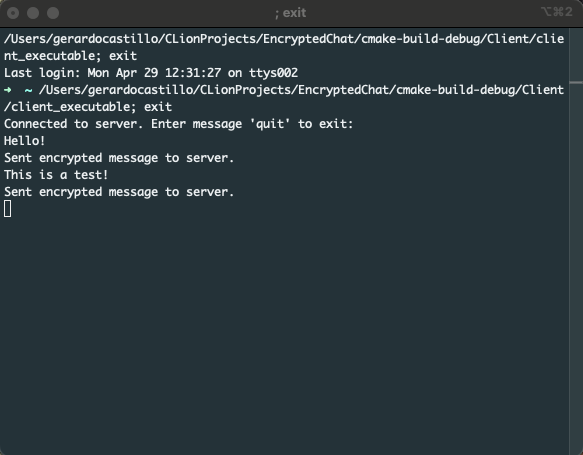 ; exit
⌥⌘2
/Users/gerardocastillo/CLionProjects/EncryptedChat/cmake-build-debug/Client/clie
nt_executable; exit
Last login: Mon Apr 29 12:31:27 on ttys002
➜  ~ /Users/gerardocastillo/CLionProjects/EncryptedChat/cmake-build-debug/Client
/client_executable; exit
Connected to server. Enter message 'quit' to exit:
Hello!
Sent encrypted message to server.
This is a test!
Sent encrypted message to server.